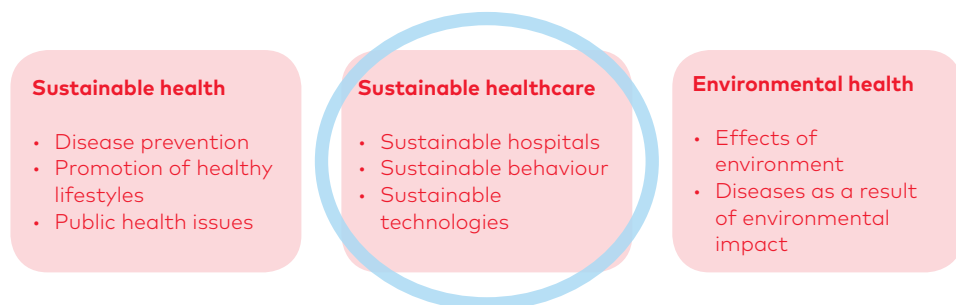 Sustainable health
• Disease prevention
• Promotion of healthy
lifestyles
• Public health issues
Sustainable healthcare
• Sustainable hospitals
• Sustainable behaviour
• Sustainable
technologies
Environmental health
• Effects of
environment
• Diseases as a result
of environmental
impact